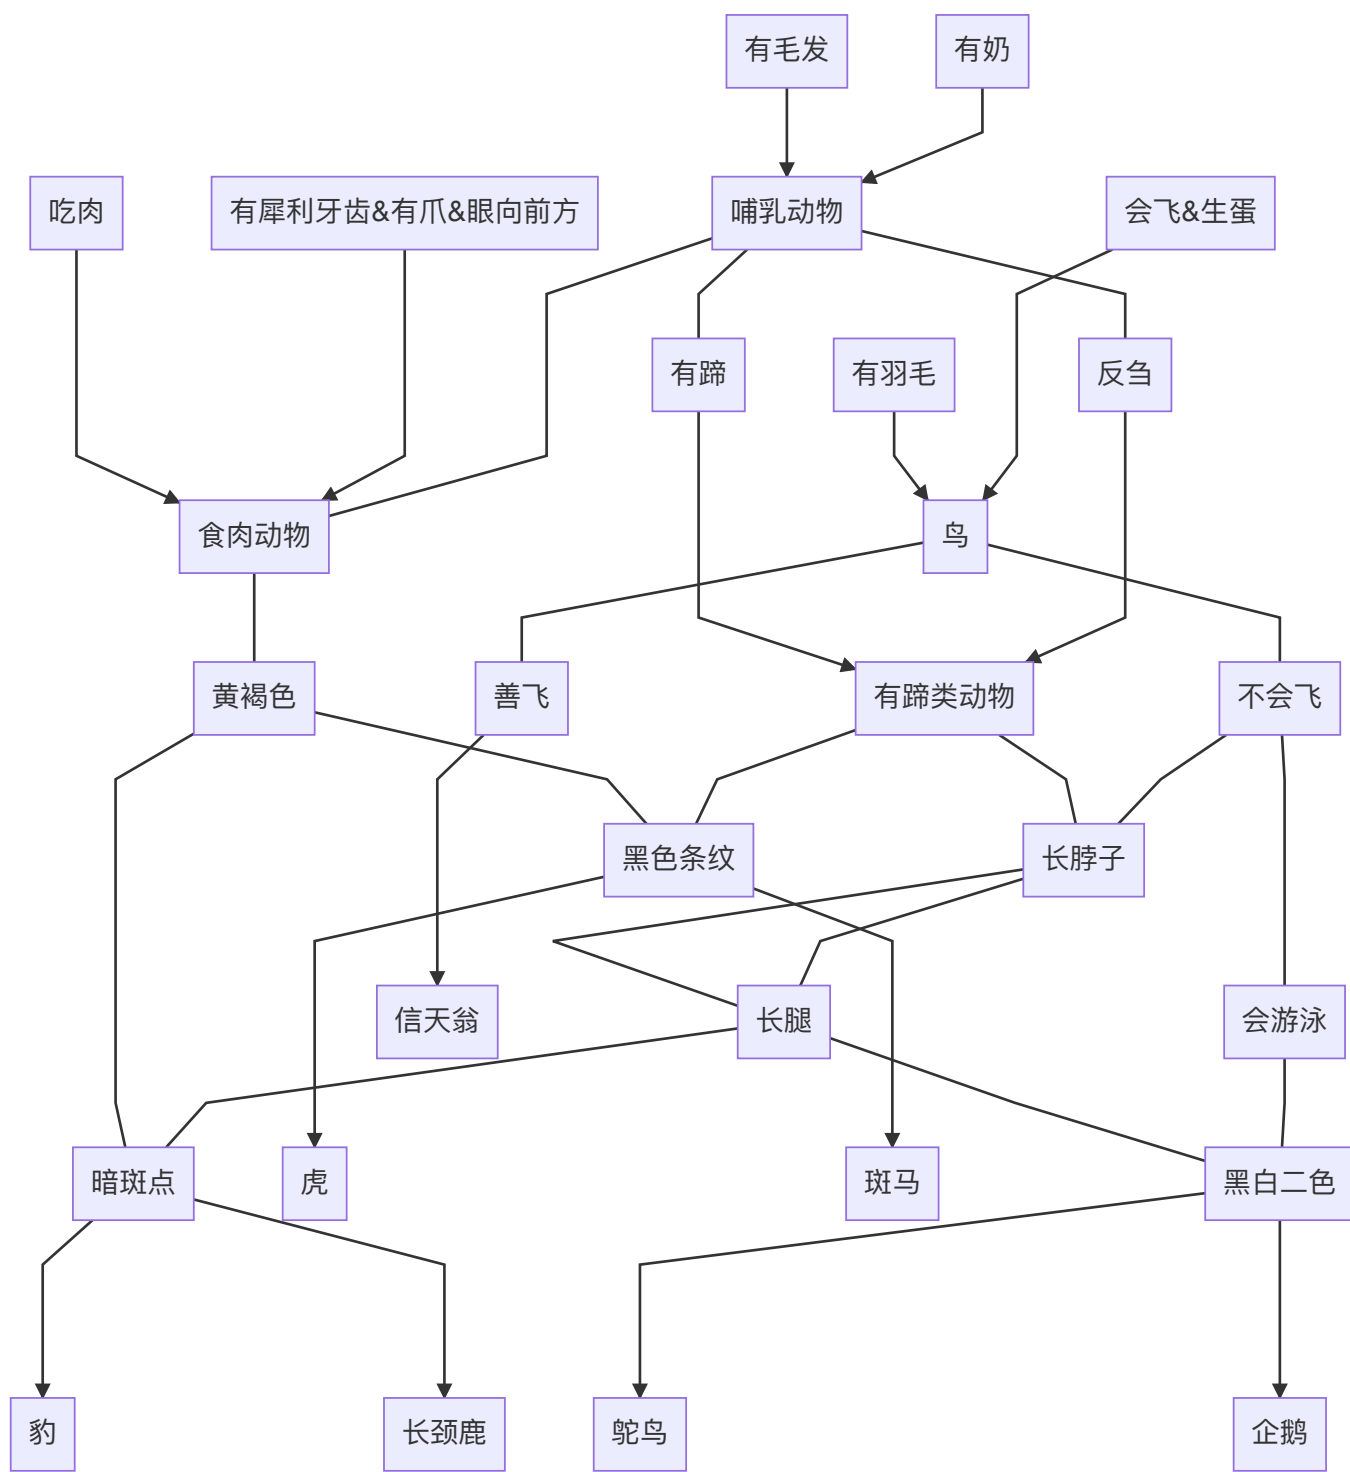 有毛发
有奶
吃肉
有犀利牙齿&有爪&眼向前方
哺乳动物
会飞&生蛋
有蹄
有羽毛
反刍
食肉动物
鸟
黄褐色
善飞
有蹄类动物
不会飞
黑色条纹
长脖子
信天翁
长腿
会游泳
暗斑点
虎
斑马
黑白二色
豹
长颈鹿
鸵鸟
企鹅